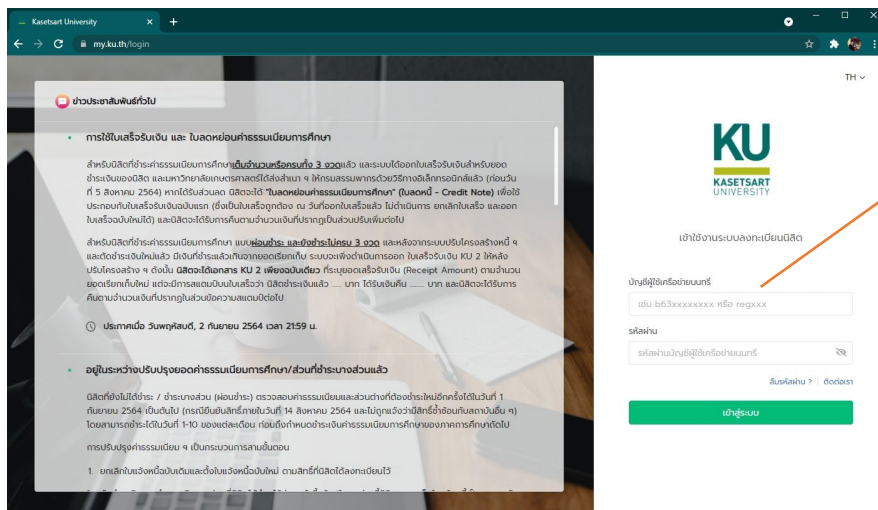 Kasetsart University
my.ku.th/login
ข่าวประชาสัมพันธ์ทั่วไป
การใช้ใบเสร็จรับเงิน และ ใบลดหย่อนค่าธรรมเนียมการศึกษา
สำหรับนิสิตที่ชำระค่าธรรมเนียมการศึกษาเต็มจำนวนหรือครบทั้ง 3 งวดแล้ว และระบบได้ออกใบเสร็จรับเงินสำหรับยอด
ชำระเงินของนิสิต และมหาวิทยาลัยเกษตรศาสตร์ได้ส่งสำเนา ฯ ให้กรมสรรพากรด้วยวิธีทางอิเล็กทรอนิกส์แล้ว (ก่อนวัน
ที่ 5 สิงหาคม 2564) หากได้รับส่วนลด นิสิตจะได้ "ใบลดหย่อนค่าธรรมเนียมการศึกษา" (ใบลดหนี้ - Credit Note) เพื่อใช้
ประกอบกับใบเสร็จรับเงินฉบับแรก (ซึ่งเป็นใบเสร็จถูกต้อง ณ วันที่ออกใบเสร็จแล้ว ไม่ดำเนินการ ยกเลิกใบเสร็จ และออก
ใบเสร็จฉบับใหม่ได้) และนิสิตจะได้รับการคืนตามจำนวนเงินที่ปรากฏเป็นส่วนปรับเพิ่มต่อไป
สำหรับนิสิตที่ชำระค่าธรรมเนียมการศึกษา แบบผ่อนชำระ และยังชำระไม่ครบ 3 งวด และหลังจากระบบปรับโครงสร้างหนี้ ฯ
และตัดชำระเงินใหม่แล้ว มีเงินที่ชำระแล้วเกินจากยอดเรียกเก็บ ระบบจะเพิ่งดำเนินการออก ใบเสร็จรับเงิน KU 2 ให้หลัง
ปรับโครงสร้าง ฯ ดังนั้น นิสิตจะได้เอกสาร KU 2 เพียงฉบับเดียว ที่ระบุยอดเสร็จรับเงิน (Receipt Amount) ตามจำนวน
ยอดเรียกเก็บใหม่ แต่จะมีการสแตมป์บนใบเสร็จว่า นิสิตชำระเงินแล้ว ..... บาท ได้รับเงินคืน ....... บาท และนิสิตจะได้รับการ
คืนตามจำนวนเงินที่ปรากฏในส่วนข้อความสแตมป์ต่อไป
ประกาศเมื่อ วันพฤหัสบดี, 2 กันยายน 2564 เวลา 21:59 น.
อยู่ในระหว่างปรับปรุงยอดค่าธรรมเนียมการศึกษา/ส่วนที่ชำระบางส่วนแล้ว
นิสิตที่ยังไม่ได้ชำระ / ชำระบางส่วน (ผ่อนชำระ) ตรวจสอบค่าธรรมเนียมและส่วนต่างที่ต้องชำระใหม่อีกครั้งได้ในวันที่ 1
กันยายน 2564 เป็นต้นไป (กรณียืนยันสิทธิ์ภายในวันที่ 14 สิงหาคม 2564 และไม่ถูกแจ้งว่ามีสิทธิ์ซ้ำซ้อนกับสถาบันอื่น ฯ)
โดยสามารถชำระได้ในวันที่ 1-10 ของแต่ละเดือน ก่อนถึงกำหนดชำระเงินค่าธรรมเนียมการศึกษาของภาคการศึกษาถัดไป
การปรับปรุงค่าธรรมเนียม ฯ เป็นกระบวนการสามขั้นตอน
1. ยกเลิกใบแจ้งหนี้ฉบับเดิมและตั้งใบแจ้งหนี้ฉบับใหม่ ตามสิทธิ์ที่นิสิตได้ลงทะเบียนไว้
TH
KU
KASETSART
UNIVERSITY
เข้าใช้งานระบบลงทะเบียนนิสิต
บัญชีผู้ใช้เครือข่ายนนทรี
เช่น b63xxxxxxxx หรือ regxxx
รหัสผ่าน
รหัสผ่านบัญชีผู้ใช้เครือข่ายนนทรี
ลืมรหัสผ่าน ? ติดต่อเรา
เข้าสู่ระบบ